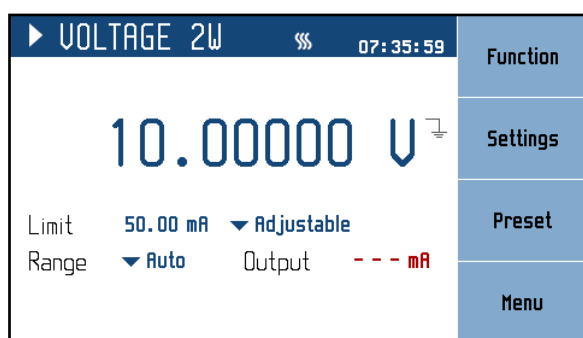 VOLTAGE 2W 07:35:59
Function
10.00000 V
Settings
Limit 50.00 mA Adjustable
Preset
Range Auto Output - - - mA
Menu